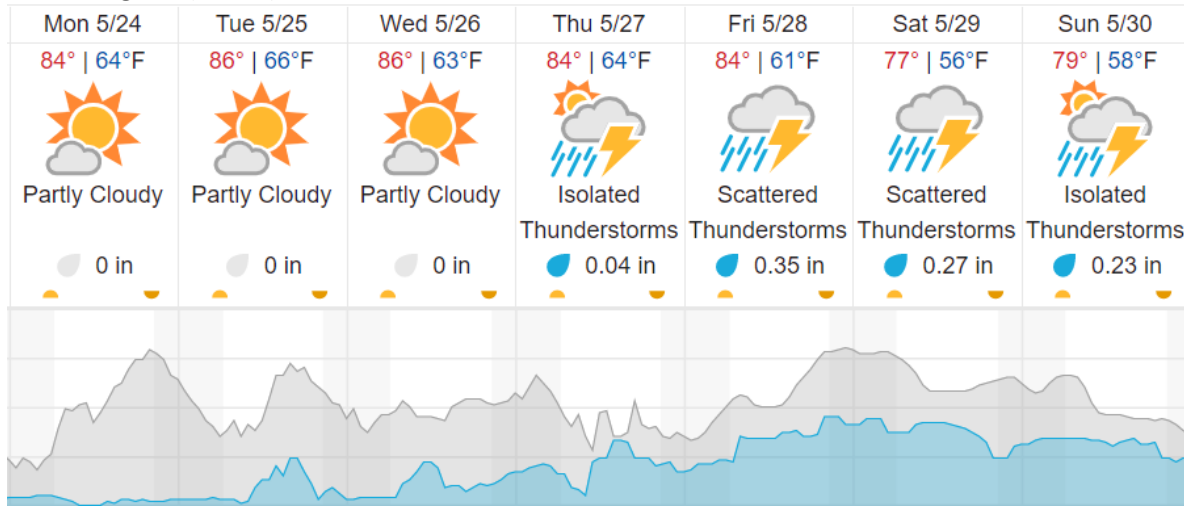 Mon 5/24 Tue 5/25 Wed 5/26 Thu 5/27 Fri 5/28 Sat 5/29 Sun 5/30
84° | 64°F 86° | 66°F 86° | 63°F 84° | 64°F 84° | 61°F 77° | 56°F 79° | 58°F
Partly Cloudy Partly Cloudy Partly Cloudy Isolated Scattered Scattered Isolated
Thunderstorms Thunderstorms Thunderstorms Thunderstorms
0 in 0 in 0 in 0.04 in 0.35 in 0.27 in 0.23 in